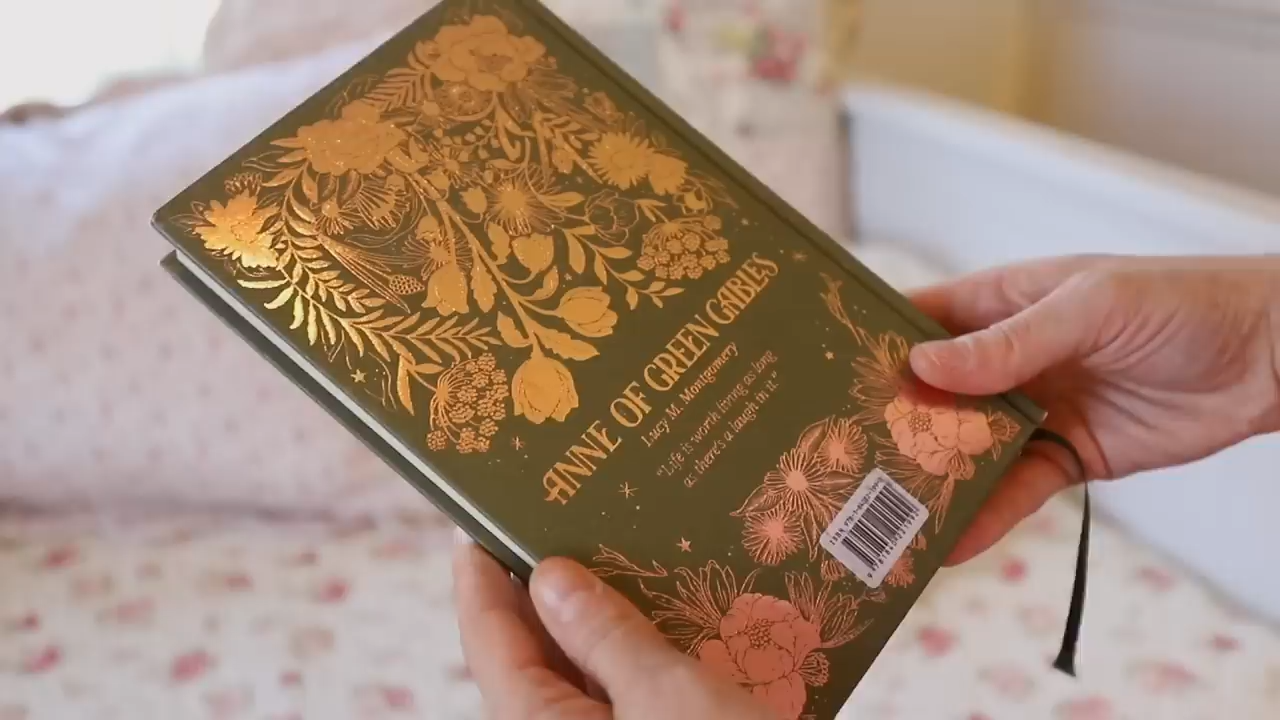 ANNE OF GREEN GABLES
Lucy M. Montgomery
"Life is worth living as long
as there's a laugh in it."